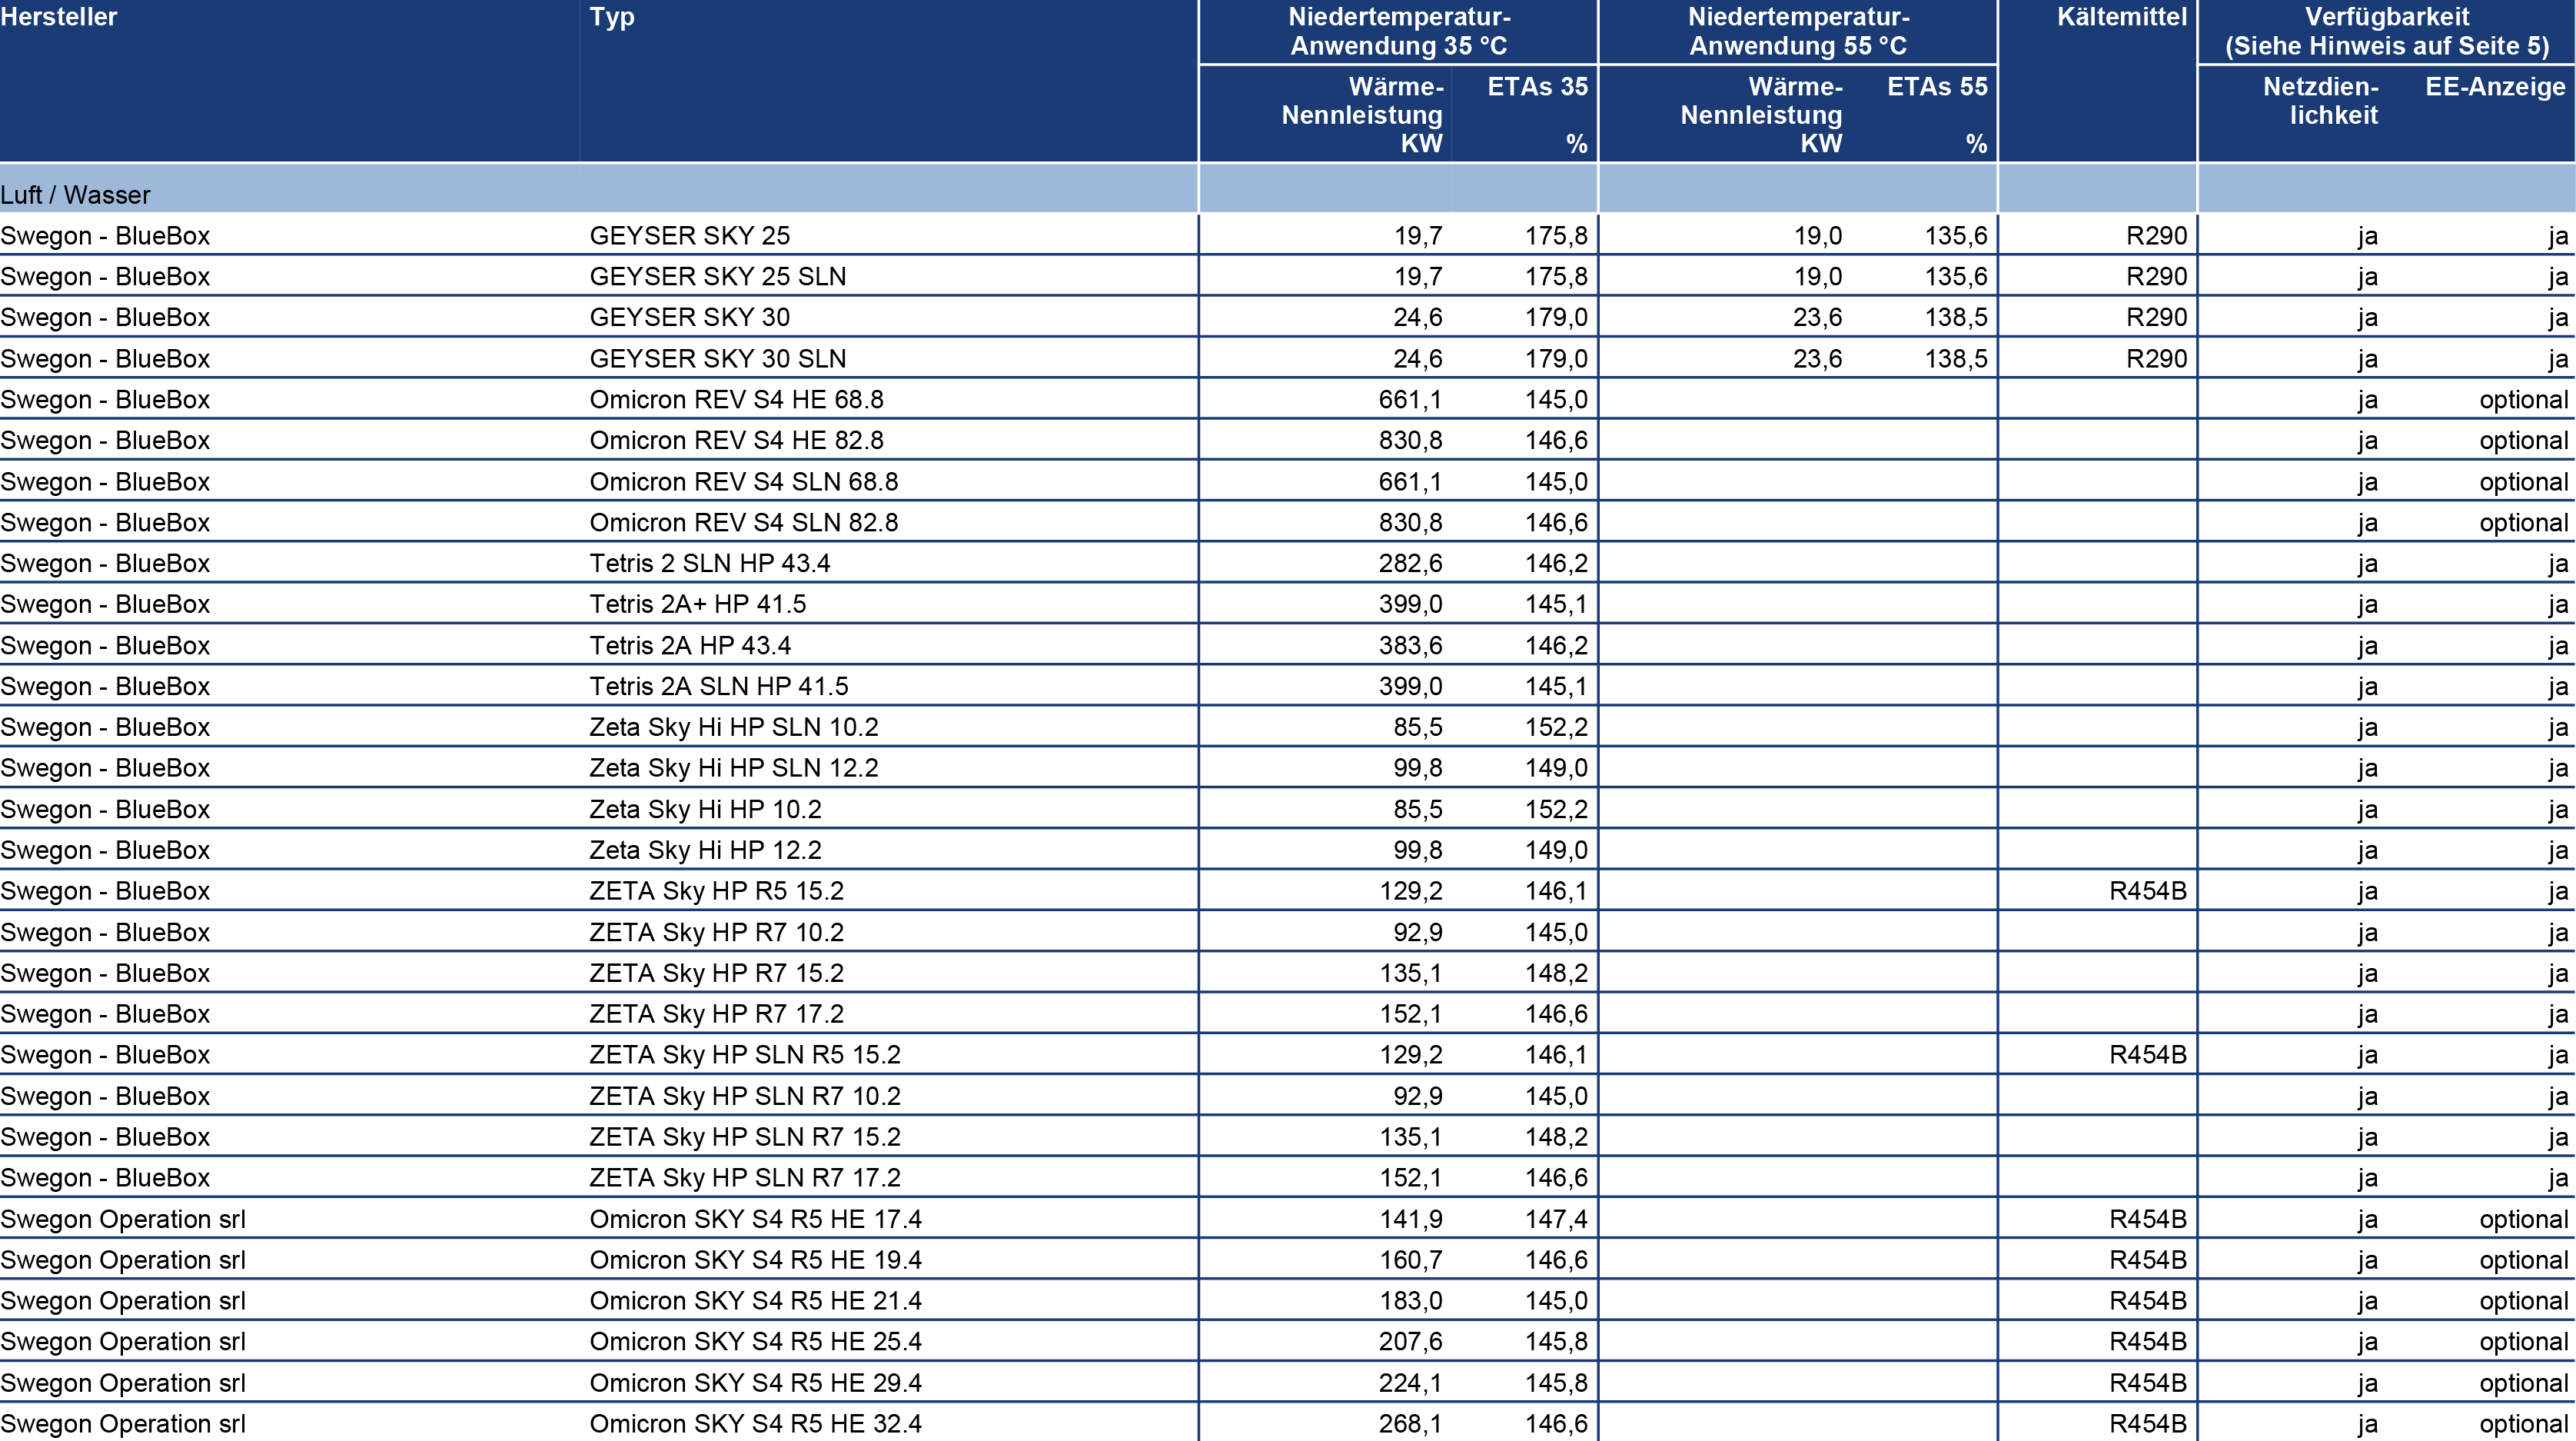 Hersteller Typ Niedertemperatur- Niedertemperatur- Kältemittel Verfügbarkeit
Anwendung 35 °C Anwendung 55 °C (Siehe Hinweis auf Seite 5)
Wärme- ETAs 35 Wärme- ETAs 55 Netzdien- EE-Anzeige
Nennleistung Nennleistung lichkeit
KW % KW %
Luft / Wasser
Swegon - BlueBox GEYSER SKY 25 19,7 175,8 19,0 135,6 R290 ja ja
Swegon - BlueBox GEYSER SKY 25 SLN 19,7 175,8 19,0 135,6 R290 ja ja
Swegon - BlueBox GEYSER SKY 30 24,6 179,0 23,6 138,5 R290 ja ja
Swegon - BlueBox GEYSER SKY 30 SLN 24,6 179,0 23,6 138,5 R290 ja ja
Swegon - BlueBox Omicron REV S4 HE 68.8 661,1 145,0 ja optional
Swegon - BlueBox Omicron REV S4 HE 82.8 830,8 146,6 ja optional
Swegon - BlueBox Omicron REV S4 SLN 68.8 661,1 145,0 ja optional
Swegon - BlueBox Omicron REV S4 SLN 82.8 830,8 146,6 ja optional
Swegon - BlueBox Tetris 2 SLN HP 43.4 282,6 146,2 ja ja
Swegon - BlueBox Tetris 2A+ HP 41.5 399,0 145,1 ja ja
Swegon - BlueBox Tetris 2A HP 43.4 383,6 146,2 ja ja
Swegon - BlueBox Tetris 2A SLN HP 41.5 399,0 145,1 ja ja
Swegon - BlueBox Zeta Sky Hi HP SLN 10.2 85,5 152,2 ja ja
Swegon - BlueBox Zeta Sky Hi HP SLN 12.2 99,8 149,0 ja ja
Swegon - BlueBox Zeta Sky Hi HP 10.2 85,5 152,2 ja ja
Swegon - BlueBox Zeta Sky Hi HP 12.2 99,8 149,0 ja ja
Swegon - BlueBox ZETA Sky HP R5 15.2 129,2 146,1 R454B ja ja
Swegon - BlueBox ZETA Sky HP R7 10.2 92,9 145,0 ja ja
Swegon - BlueBox ZETA Sky HP R7 15.2 135,1 148,2 ja ja
Swegon - BlueBox ZETA Sky HP R7 17.2 152,1 146,6 ja ja
Swegon - BlueBox ZETA Sky HP SLN R5 15.2 129,2 146,1 R454B ja ja
Swegon - BlueBox ZETA Sky HP SLN R7 10.2 92,9 145,0 ja ja
Swegon - BlueBox ZETA Sky HP SLN R7 15.2 135,1 148,2 ja ja
Swegon - BlueBox ZETA Sky HP SLN R7 17.2 152,1 146,6 ja ja
Swegon Operation srl Omicron SKY S4 R5 HE 17.4 141,9 147,4 R454B ja optional
Swegon Operation srl Omicron SKY S4 R5 HE 19.4 160,7 146,6 R454B ja optional
Swegon Operation srl Omicron SKY S4 R5 HE 21.4 183,0 145,0 R454B ja optional
Swegon Operation srl Omicron SKY S4 R5 HE 25.4 207,6 145,8 R454B ja optional
Swegon Operation srl Omicron SKY S4 R5 HE 29.4 224,1 145,8 R454B ja optional
Swegon Operation srl Omicron SKY S4 R5 HE 32.4 268,1 146,6 R454B ja optional